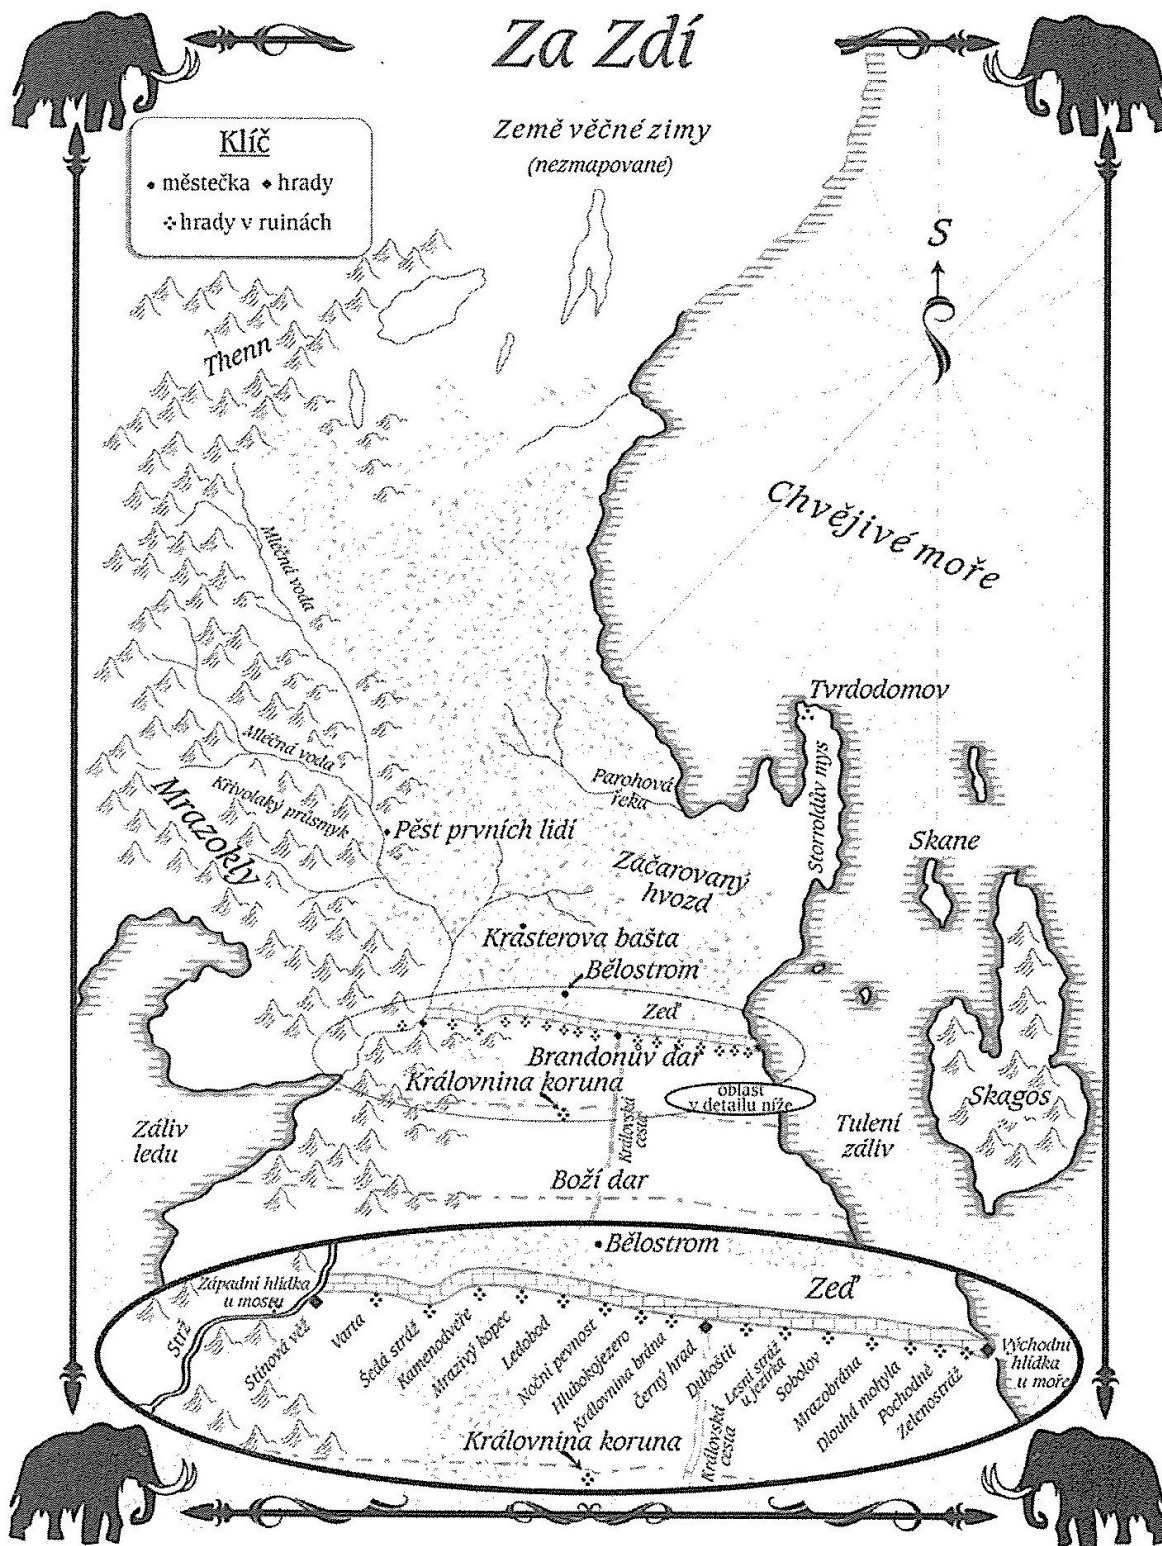 Za Zdí
Země věčné zimy
(nezmapované)
Klíč
městečka hrady
hrady v ruinách
S
Thenn
Chvějivé moře
Mléčná voda
Tvrdodomov
Storroldův mys
Mléčná voda
Křivolaký průsmyk
Mrazokly
Parohová
řeka
Pěst prvních lidí
Skane
Začarovaný
hvozd
Krasterova bašta
Bělostrom
Zeď
Brandonův dar
Královnina koruna
oblast
v detailu níže
Královská
cesta
Skagos
Záliv
ledu
Tulení
záliv
Boží dar
Bělostrom
Zeď
Západní hlídka
u mostu
Strž
Stínová věž
Varta
Šedá stráž
Kamenodveře
Mrazivý kopec
Ledobod
Noční pevnost
Hlubokojezero
Královnina brána
Černý hrad
Duboštít
Lesní stráž
u jezírka
Sobolov
Mrazobrána
Dlouhá mohyla
Pochodně
Zelenostráž
Východní
hlídka
u moře
Královnina koruna
Královská
cesta